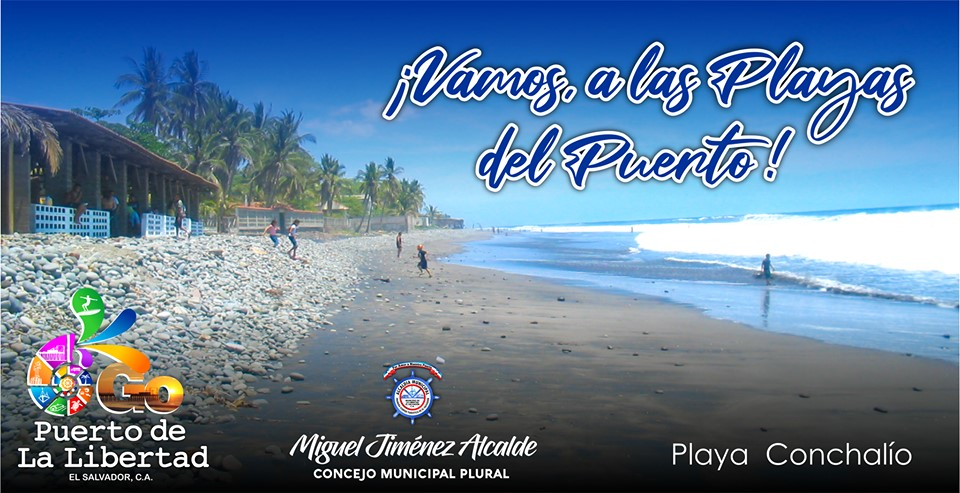 ¡Vamos, a las Playas
del Puerto!
Go
Puerto de
La Libertad
EL SALVADOR, C.A.
Miguel Jiménez Alcalde
CONCEJO MUNICIPAL PLURAL
Playa Conchalío